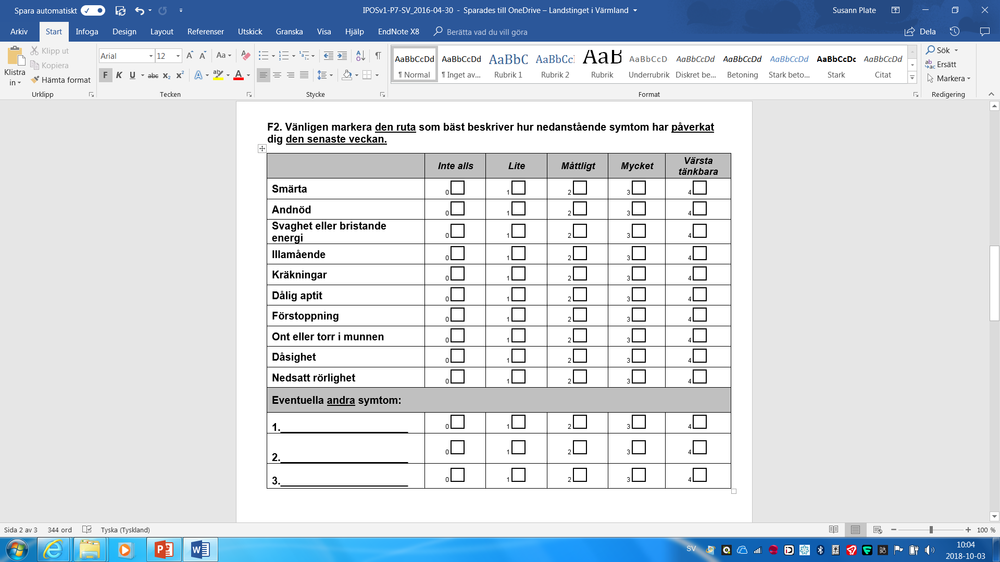 Spara automatiskt
IPOSv1-P7-SV_2016-04-30 - Sparades till OneDrive – Landstinget i Värmland
Susann Plate
Arkiv Start Infoga Design Layout Referenser Utskick Granska Visa Hjälp EndNote X8 Berätta vad du vill göra Dela
Klistra in
Klipp ut
Kopiera
Hämta format
Urklipp
Arial 12
Aa
F K U abc x₂ x²
Tecken
Stycke
AaBbCcDd AaBbCcDd AaBbC AaBbCc AaB AaBbCcD AaBbCcDd AaBbCcDd AaBbCcDd AaBbCcDc AaBbCcDd
¶ Normal ¶ Inget av... Rubrik 1 Rubrik 2 Rubrik Underrubrik Diskret be... Betoning Stark beto... Stark Citat
Format
Sök
Ersätt
Markera
Redigering
F2. Vänligen markera den ruta som bäst beskriver hur nedanstående symtom har påverkat
dig den senaste veckan.
Inte alls Lite Måttligt Mycket Värsta tänkbara
Smärta 0 1 2 3 4
Andnöd 0 1 2 3 4
Svaghet eller bristande
energi 0 1 2 3 4
Illamående 0 1 2 3 4
Kräkningar 0 1 2 3 4
Dålig aptit 0 1 2 3 4
Förstoppning 0 1 2 3 4
Ont eller torr i munnen 0 1 2 3 4
Dåsighet 0 1 2 3 4
Nedsatt rörlighet 0 1 2 3 4
Eventuella andra symtom:
1.______________________ 0 1 2 3 4
2.______________________ 0 1 2 3 4
3.______________________ 0 1 2 3 4
Sida 2 av 3 344 ord Tyska (Tyskland) 100 %
SV
10:04
2018-10-03